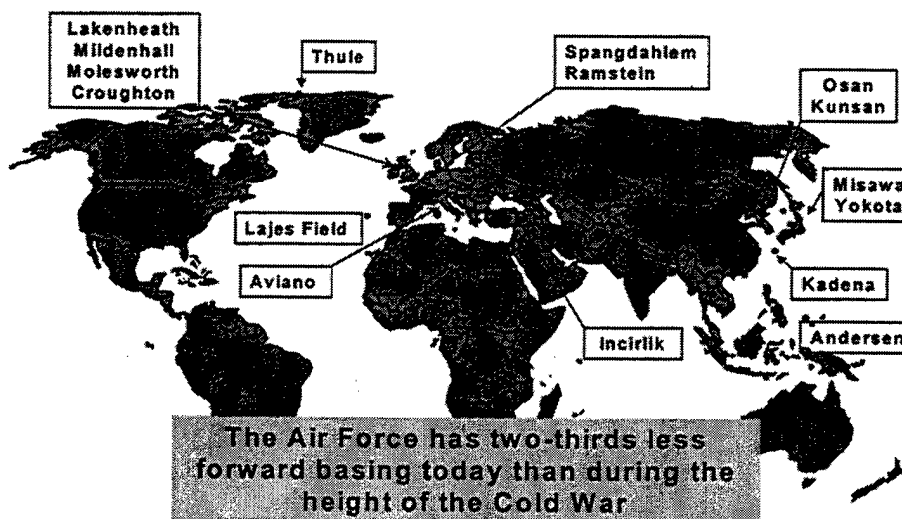 Lakenheath
Mildenhall
Molesworth
Croughton
Thule
Spangdahlem
Ramstein
Osan
Kunsan
Misawa
Yokota
Lajes Field
Aviano
Kadena
Incirlik
Andersen
The Air Force has two-thirds less
forward basing today than during the
height of the Cold War